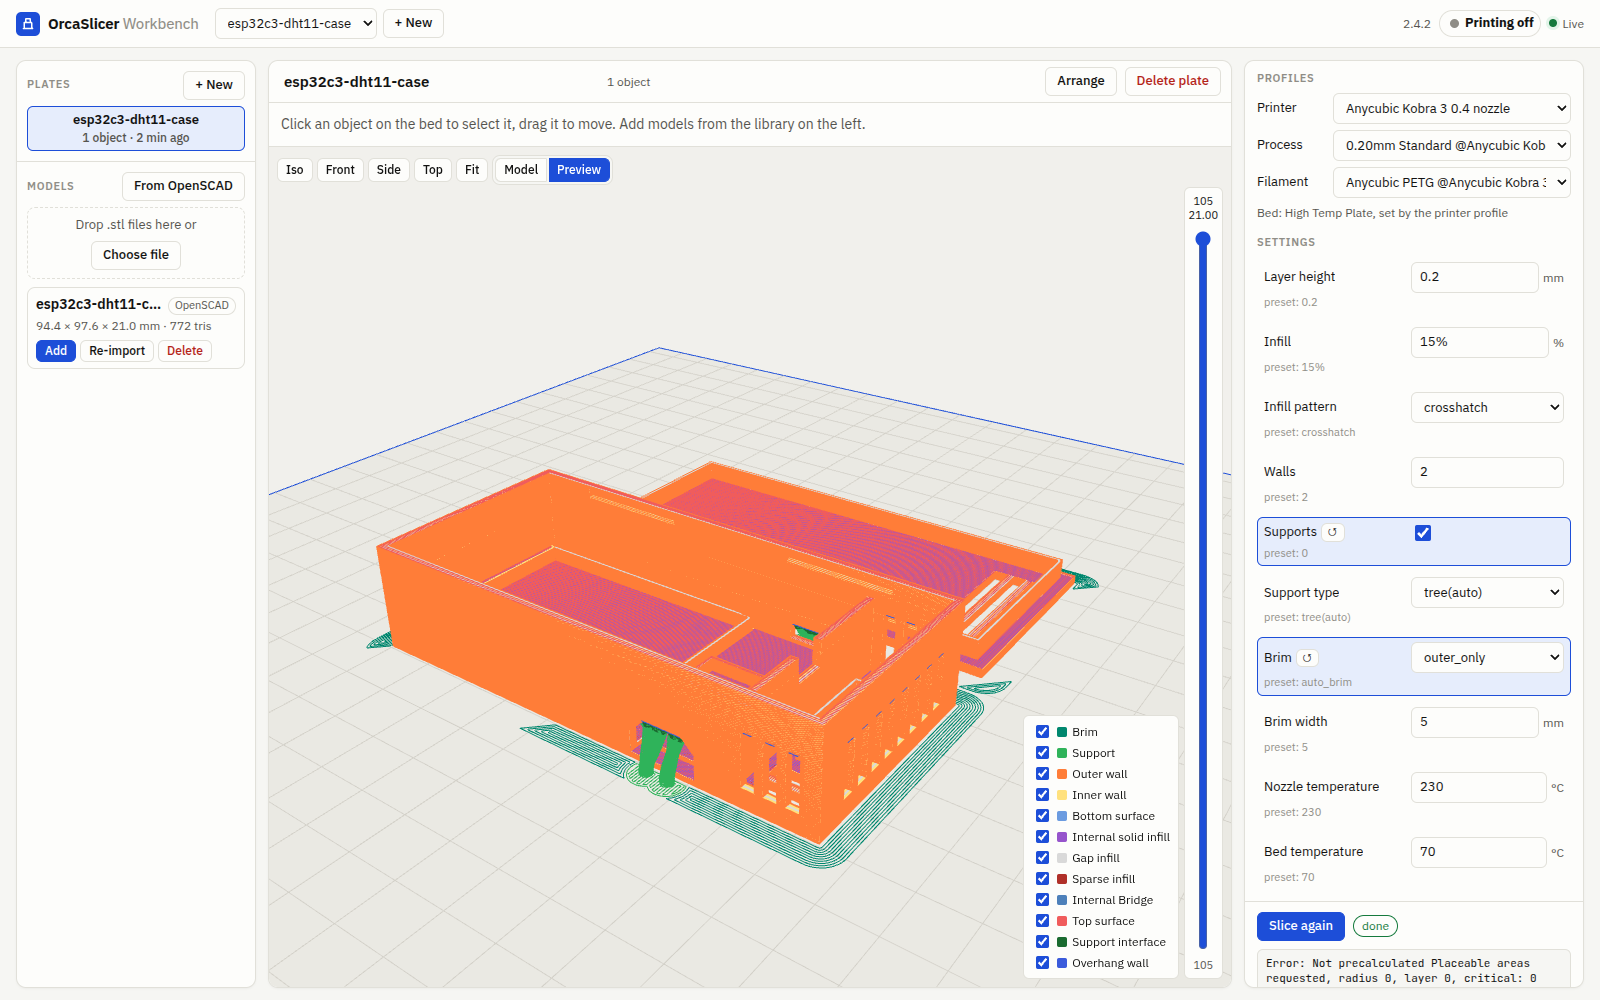 OrcaSlicer Workbench
esp32c3-dht11-case
+ New
2.4.2
Printing off
Live
PLATES
+ New
esp32c3-dht11-case
1 object · 2 min ago
MODELS
From OpenSCAD
Drop .stl files here or
Choose file
esp32c3-dht11-c...
OpenSCAD
94.4 × 97.6 × 21.0 mm · 772 tris
Add
Re-import
Delete
esp32c3-dht11-case
1 object
Arrange
Delete plate
Click an object on the bed to select it, drag it to move. Add models from the library on the left.
Iso
Front
Side
Top
Fit
Model
Preview
105
21.00
105
Brim
Support
Outer wall
Inner wall
Bottom surface
Internal solid infill
Gap infill
Sparse infill
Internal Bridge
Top surface
Support interface
Overhang wall
PROFILES
Printer
Anycubic Kobra 3 0.4 nozzle
Process
0.20mm Standard @Anycubic Kob
Filament
Anycubic PETG @Anycubic Kobra 3
Bed: High Temp Plate, set by the printer profile
SETTINGS
Layer height
0.2
mm
preset: 0.2
Infill
15%
%
preset: 15%
Infill pattern
crosshatch
preset: crosshatch
Walls
2
preset: 2
Supports
preset: 0
Support type
tree(auto)
preset: tree(auto)
Brim
outer_only
preset: auto_brim
Brim width
5
mm
preset: 5
Nozzle temperature
230
°C
preset: 230
Bed temperature
70
°C
preset: 70
Slice again
done
Error: Not precalculated Placeable areas
requested, radius 0, layer 0, critical: 0